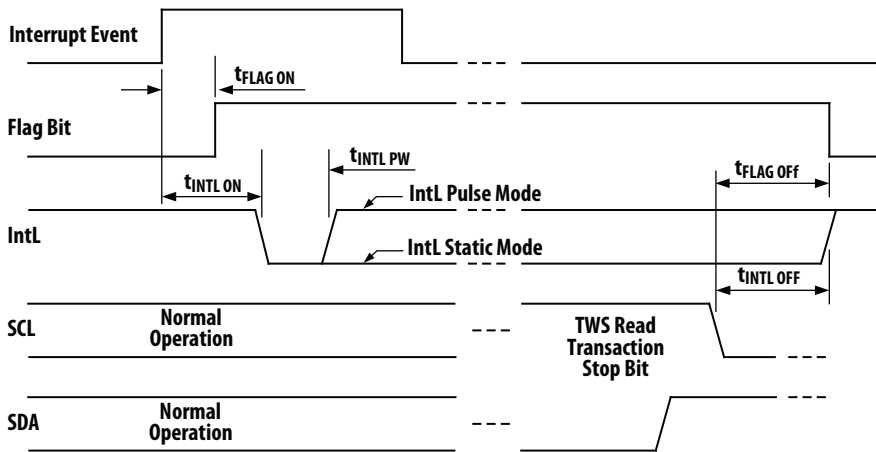 Interrupt Event
tFLAG ON
Flag Bit
tINTL PW
tINTL ON
tFLAG OFf
IntL Pulse Mode
IntL
IntL Static Mode
tINTL OFF
SCL
Normal
Operation
TWS Read
Transaction
Stop Bit
SDA
Normal
Operation